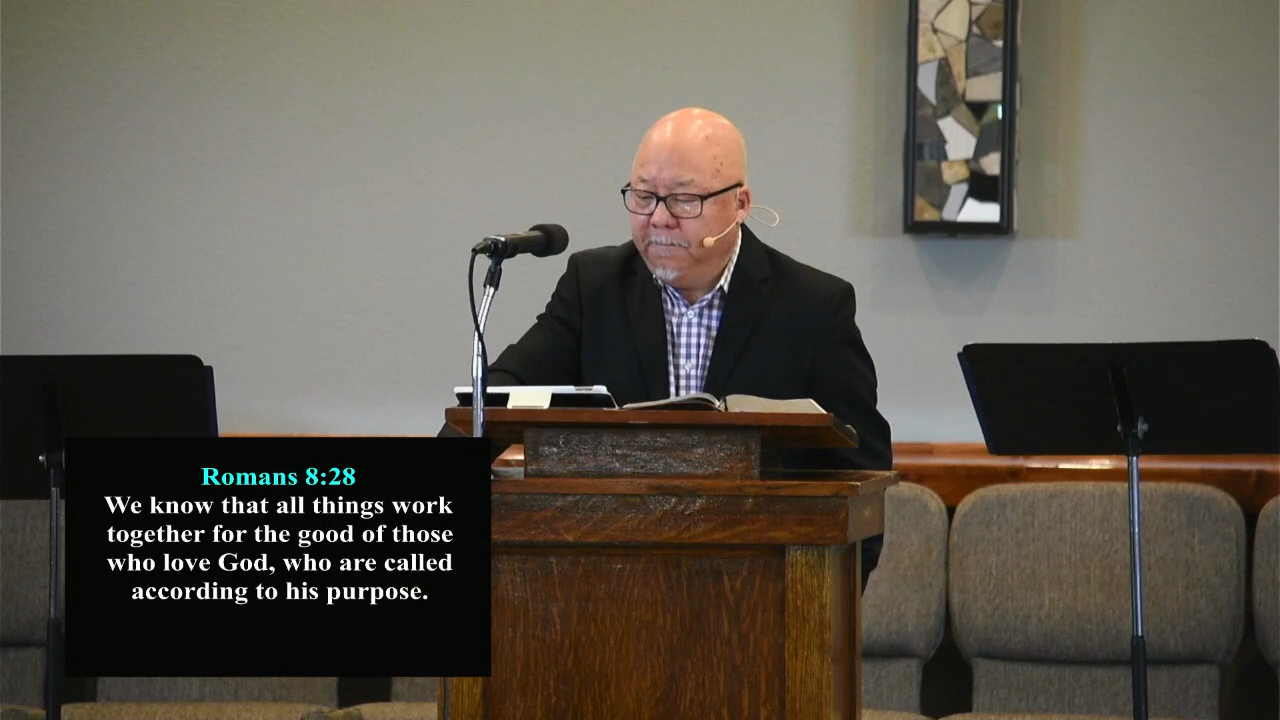 Romans 8:28
We know that all things work
together for the good of those
who love God, who are called
according to his purpose.